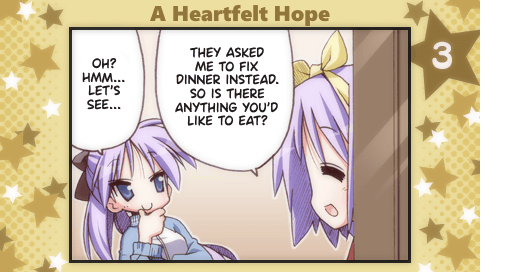 A Heartfelt Hope
3
THEY ASKED
ME TO FIX
DINNER INSTEAD.
SO IS THERE
ANYTHING YOU'D
LIKE TO EAT?
OH?
HMM...
LET'S
SEE...